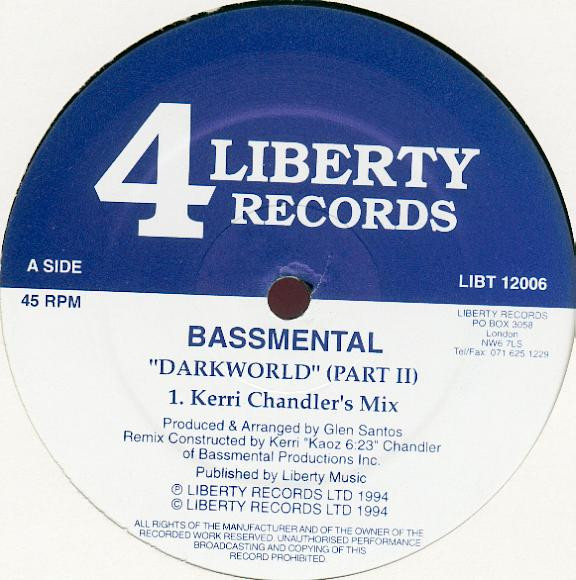 4 LIBERTY
RECORDS
A SIDE
LIBT 12006
45 RPM
LIBERTY RECORDS
PO BOX 3058
London
NW6 7LS
Tel/Fax: 071 625 1229
BASSMENTAL
"DARKWORLD" (PART II)
1. Kerri Chandler's Mix
Produced & Arranged by Glen Santos
Remix Constructed by Kerri "Kaoz 6:23" Chandler
of Bassmental Productions Inc.
Published by Liberty Music
℗ LIBERTY RECORDS LTD 1994
© LIBERTY RECORDS LTD 1994
ALL RIGHTS OF THE MANUFACTURER AND OF THE OWNER OF THE
RECORDED WORK RESERVED. UNAUTHORISED PERFORMANCE
BROADCASTING AND COPYING OF THIS
RECORD PROHIBITED.